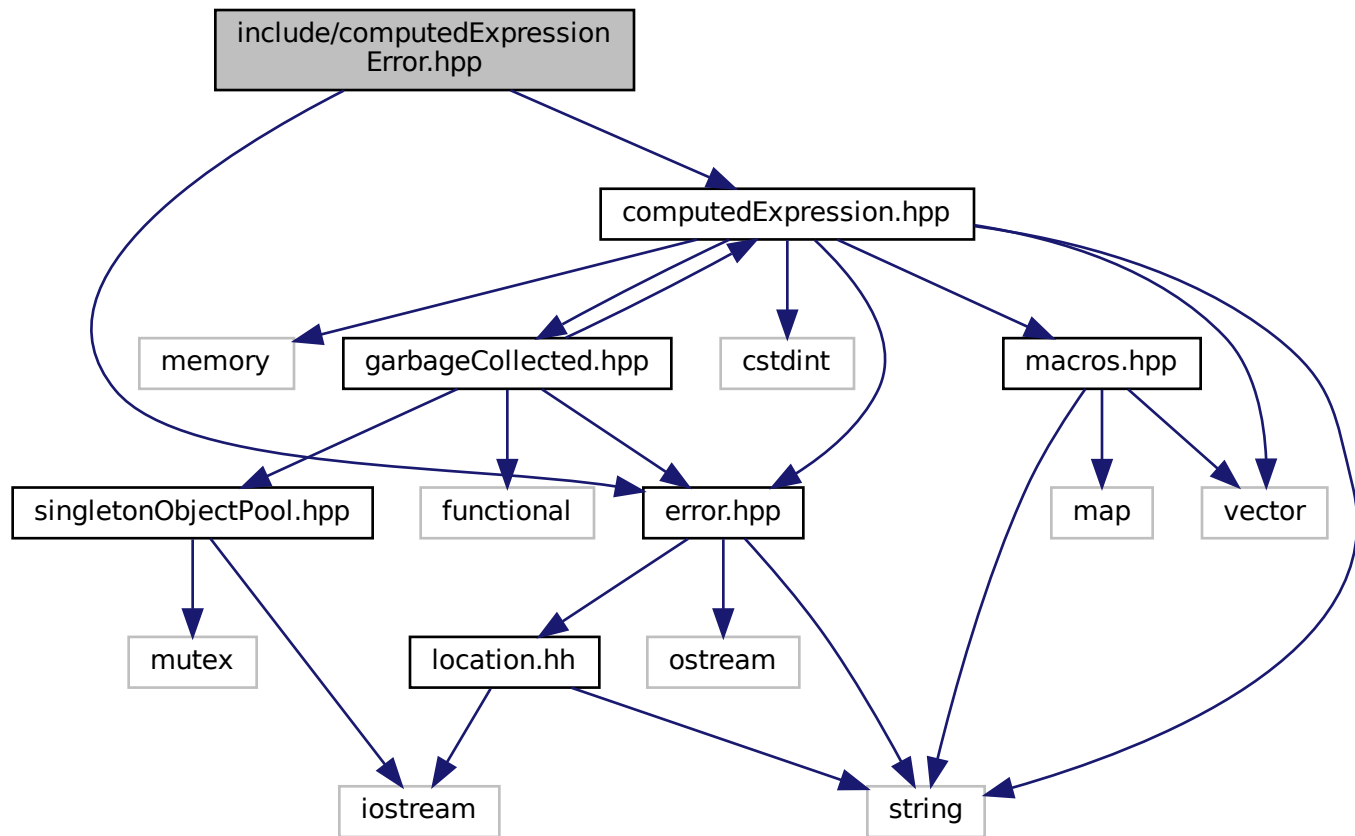 include/computedExpression
Error.hpp
computedExpression.hpp
memory
garbageCollected.hpp
cstdint
macros.hpp
singletonObjectPool.hpp
functional
error.hpp
map
vector
mutex
location.hh
ostream
iostream
string